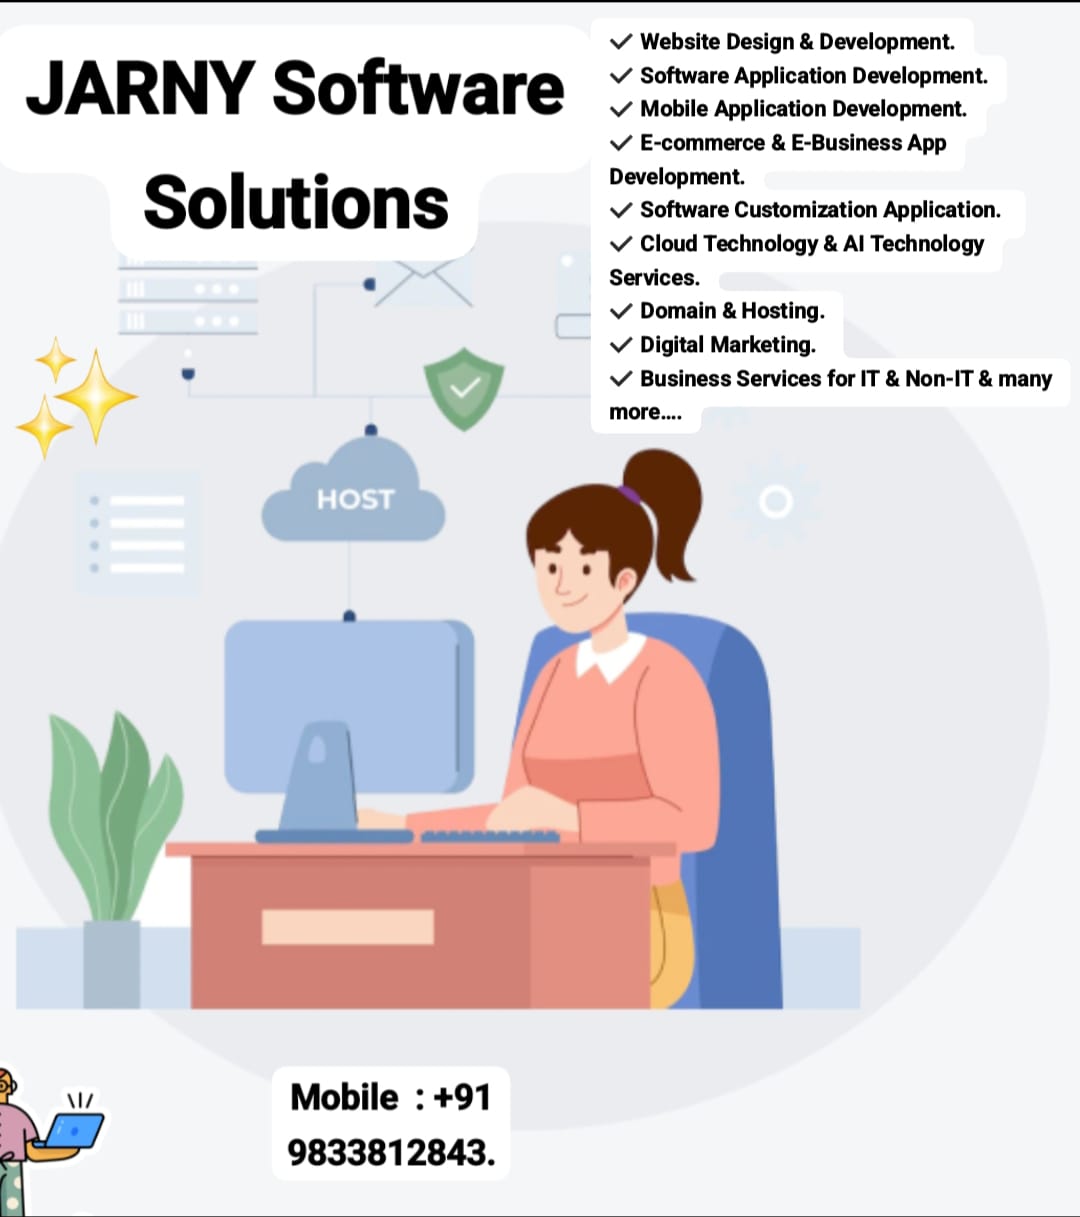 JARNY Software
Solutions
✓ Website Design & Development.
✓ Software Application Development.
✓ Mobile Application Development.
✓ E-commerce & E-Business App
Development.
✓ Software Customization Application.
✓ Cloud Technology & AI Technology
Services.
✓ Domain & Hosting.
✓ Digital Marketing.
✓ Business Services for IT & Non-IT & many
more....
HOST
Mobile : +91
9833812843.